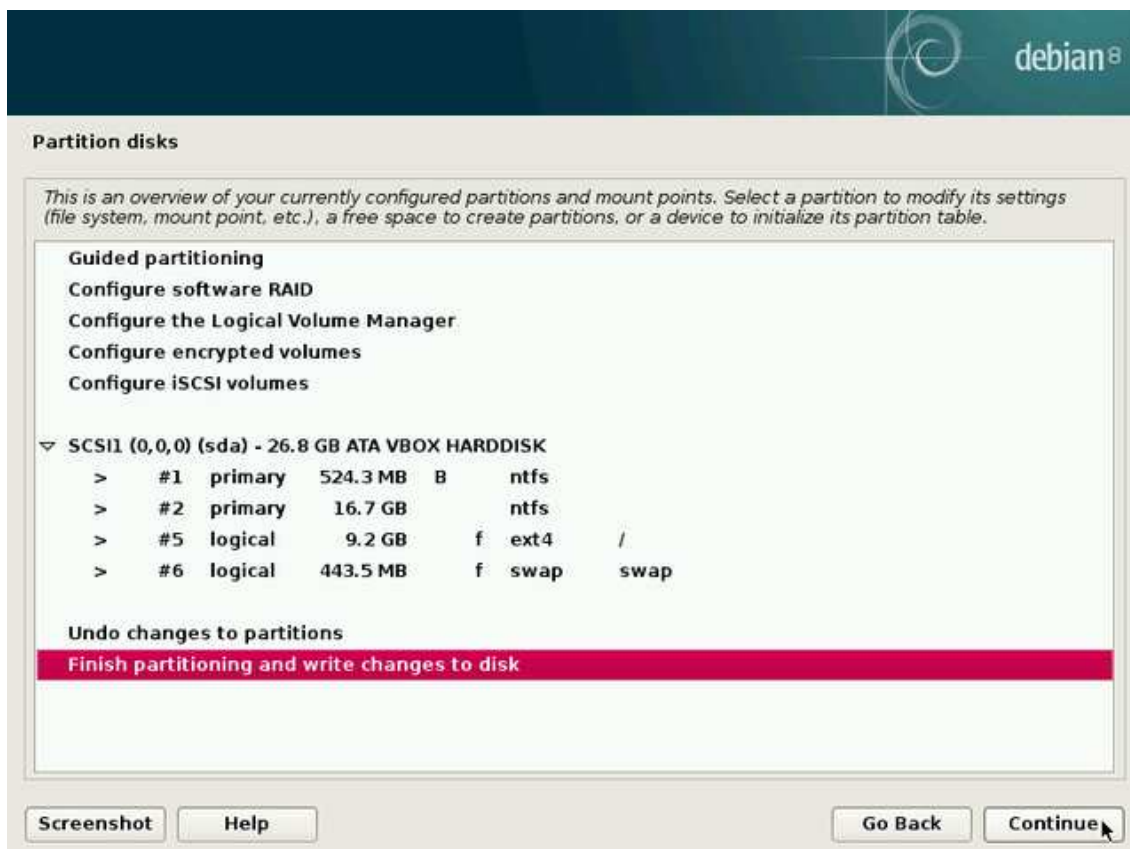 debian 8
Partition disks
This is an overview of your currently configured partitions and mount points. Select a partition to modify its settings
(file system, mount point, etc.), a free space to create partitions, or a device to initialize its partition table.
Guided partitioning
Configure software RAID
Configure the Logical Volume Manager
Configure encrypted volumes
Configure iSCSI volumes
SCSI1 (0,0,0) (sda) - 26.8 GB ATA VBOX HARDDISK
> #1 primary 524.3 MB B ntfs
> #2 primary 16.7 GB ntfs
> #5 logical 9.2 GB f ext4 /
> #6 logical 443.5 MB f swap swap
Undo changes to partitions
Finish partitioning and write changes to disk
Screenshot Help Go Back Continue